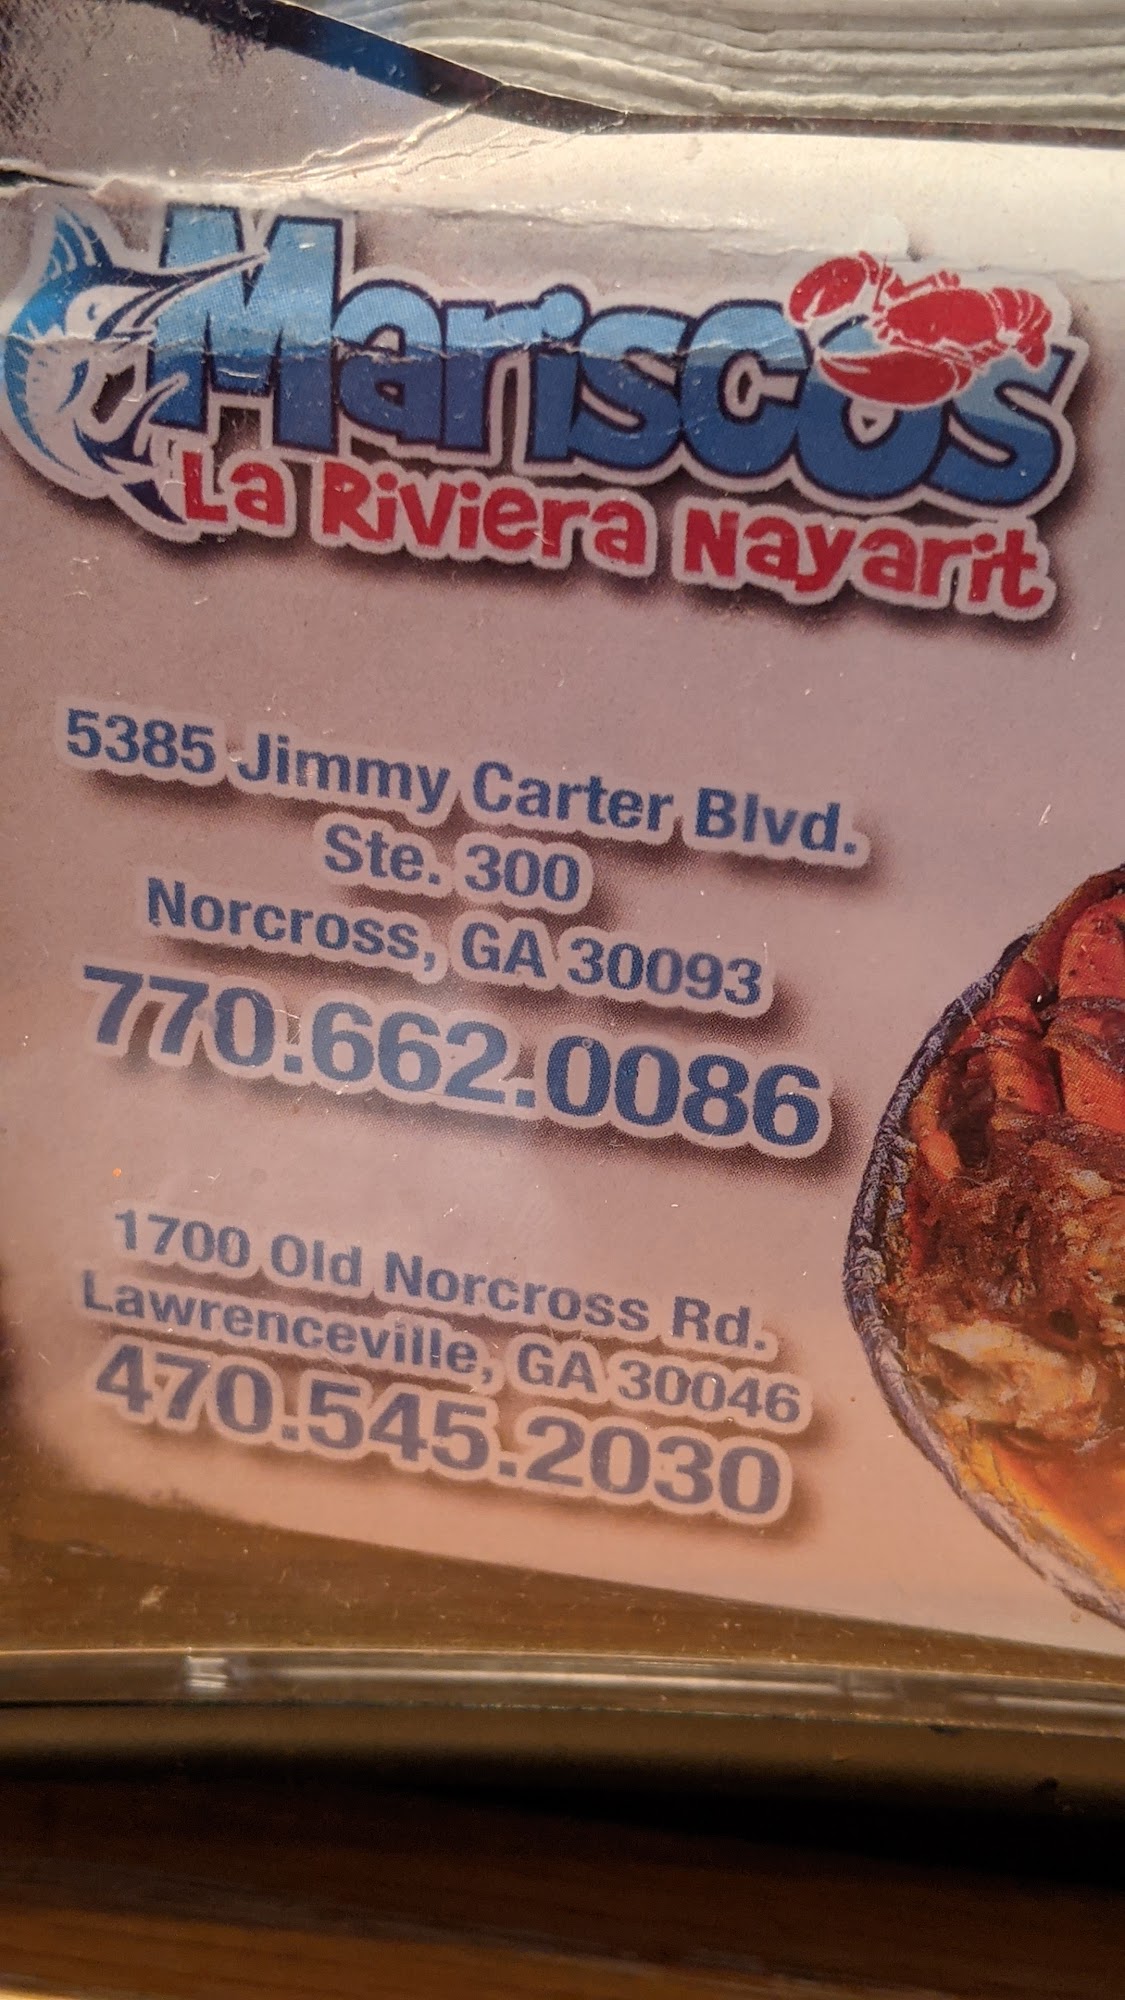 Mariscos
La Riviera Nayarit
5385 Jimmy Carter Blvd.
Ste. 300
Norcross, GA 30093
770.662.0086
1700 Old Norcross Rd.
Lawrenceville, GA 30046
470.545.2030